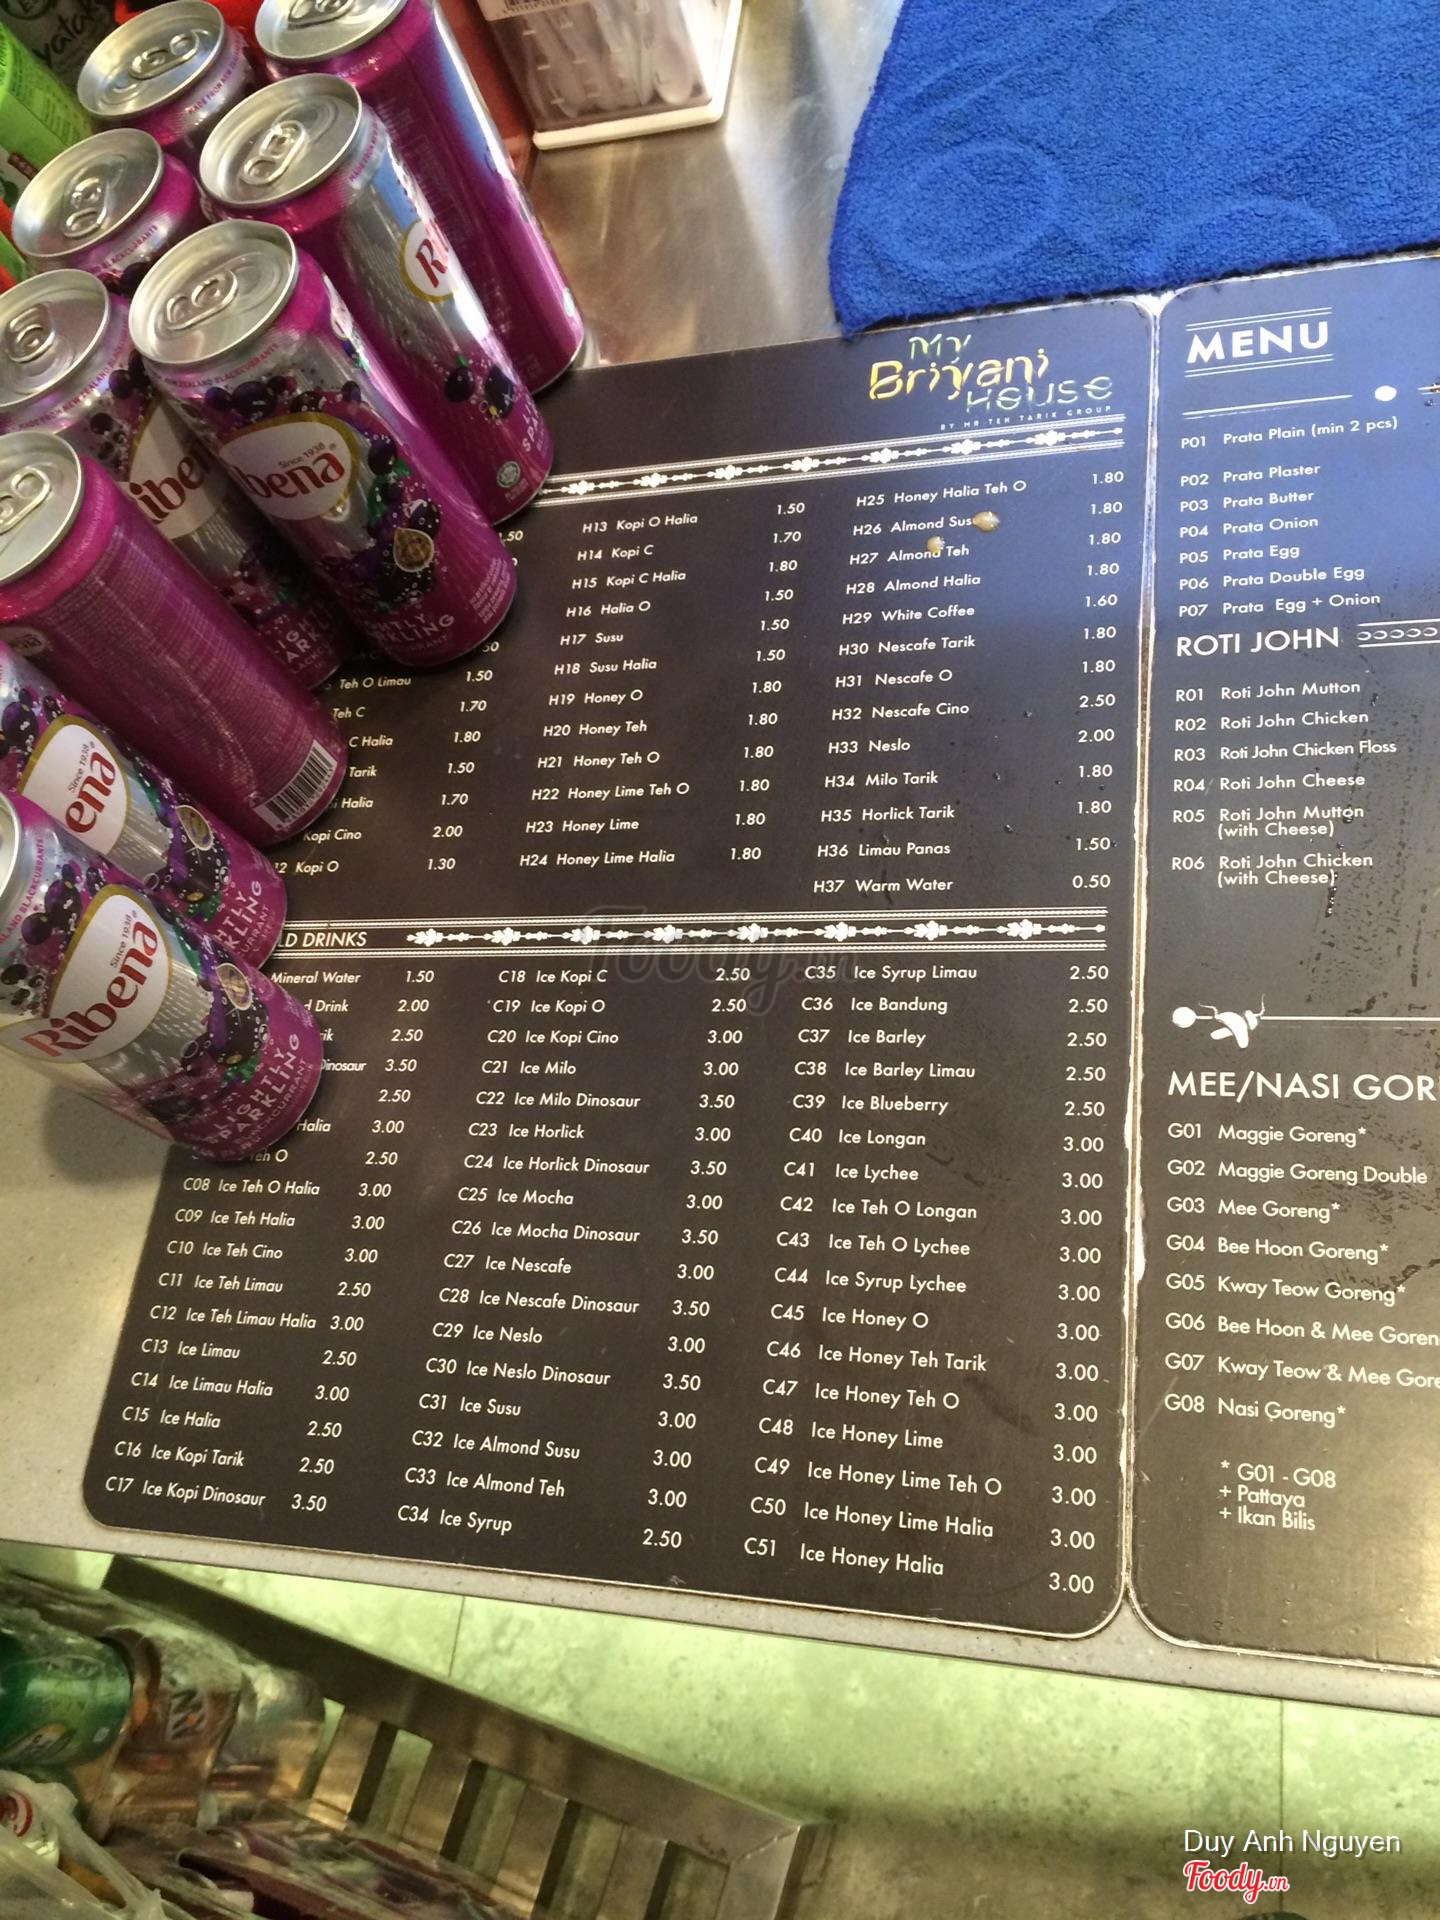 My
Briyani
House
BY MR TEH TARIK GROUP
1.50
H13 Kopi O Halia 1.50
H14 Kopi C 1.70
H15 Kopi C Halia 1.80
H16 Halia O 1.50
H17 Susu 1.50
H18 Susu Halia 1.50
H19 Honey O 1.80
H20 Honey Teh 1.80
H21 Honey Teh O 1.80
H22 Honey Lime Teh O 1.80
H23 Honey Lime 1.80
H24 Honey Lime Halia 1.80
H25 Honey Halia Teh O 1.80
H26 Almond Sus 1.80
H27 Almond Teh 1.80
H28 Almond Halia 1.80
H29 White Coffee 1.60
H30 Nescafe Tarik 1.80
H31 Nescafe O 1.80
H32 Nescafe Cino 2.50
H33 Neslo 2.00
H34 Milo Tarik 1.80
H35 Horlick Tarik 1.80
H36 Limau Panas 1.50
H37 Warm Water 0.50
Teh O Limau 1.50
Teh C 1.70
C Halia 1.80
Tarik 1.50
Halia 1.70
Kopi Cino 2.00
12 Kopi O 1.30
LD DRINKS
Mineral Water 1.50
d Drink 2.00
rik 2.50
Dinosaur 3.50
2.50
Halia 3.00
Teh O 2.50
C08 Ice Teh O Halia 3.00
C09 Ice Teh Halia 3.00
C10 Ice Teh Cino 3.00
C11 Ice Teh Limau 2.50
C12 Ice Teh Limau Halia 3.00
C13 Ice Limau 2.50
C14 Ice Limau Halia 3.00
C15 Ice Halia 2.50
C16 Ice Kopi Tarik 2.50
C17 Ice Kopi Dinosaur 3.50
C18 Ice Kopi C 2.50
C19 Ice Kopi O 2.50
C20 Ice Kopi Cino 3.00
C21 Ice Milo 3.00
C22 Ice Milo Dinosaur 3.50
C23 Ice Horlick 3.00
C24 Ice Horlick Dinosaur 3.50
C25 Ice Mocha 3.00
C26 Ice Mocha Dinosaur 3.50
C27 Ice Nescafe 3.00
C28 Ice Nescafe Dinosaur 3.50
C29 Ice Neslo 3.00
C30 Ice Neslo Dinosaur 3.50
C31 Ice Susu 3.00
C32 Ice Almond Susu 3.00
C33 Ice Almond Teh 3.00
C34 Ice Syrup 2.50
C35 Ice Syrup Limau 2.50
C36 Ice Bandung 2.50
C37 Ice Barley 2.50
C38 Ice Barley Limau 2.50
C39 Ice Blueberry 2.50
C40 Ice Longan 3.00
C41 Ice Lychee 3.00
C42 Ice Teh O Longan 3.00
C43 Ice Teh O Lychee 3.00
C44 Ice Syrup Lychee 3.00
C45 Ice Honey O 3.00
C46 Ice Honey Teh Tarik 3.00
C47 Ice Honey Teh O 3.00
C48 Ice Honey Lime 3.00
C49 Ice Honey Lime Teh O 3.00
C50 Ice Honey Lime Halia 3.00
C51 Ice Honey Halia 3.00
MENU
P01 Prata Plain (min 2 pcs)
P02 Prata Plaster
P03 Prata Butter
P04 Prata Onion
P05 Prata Egg
P06 Prata Double Egg
P07 Prata Egg + Onion
ROTI JOHN
R01 Roti John Mutton
R02 Roti John Chicken
R03 Roti John Chicken Floss
R04 Roti John Cheese
R05 Roti John Mutton
(with Cheese)
R06 Roti John Chicken
(with Cheese)
MEE/NASI GOR
G01 Maggie Goreng*
G02 Maggie Goreng Double
G03 Mee Goreng*
G04 Bee Hoon Goreng*
G05 Kway Teow Goreng*
G06 Bee Hoon & Mee Goren
G07 Kway Teow & Mee Gore
G08 Nasi Goreng*
* G01 - G08
+ Pattaya
+ Ikan Bilis
Since 1938
Ribena
LIGHTLY
SPARKLING
BLACKCURRANT
Foody.vn
Duy Anh Nguyen
Foody.vn